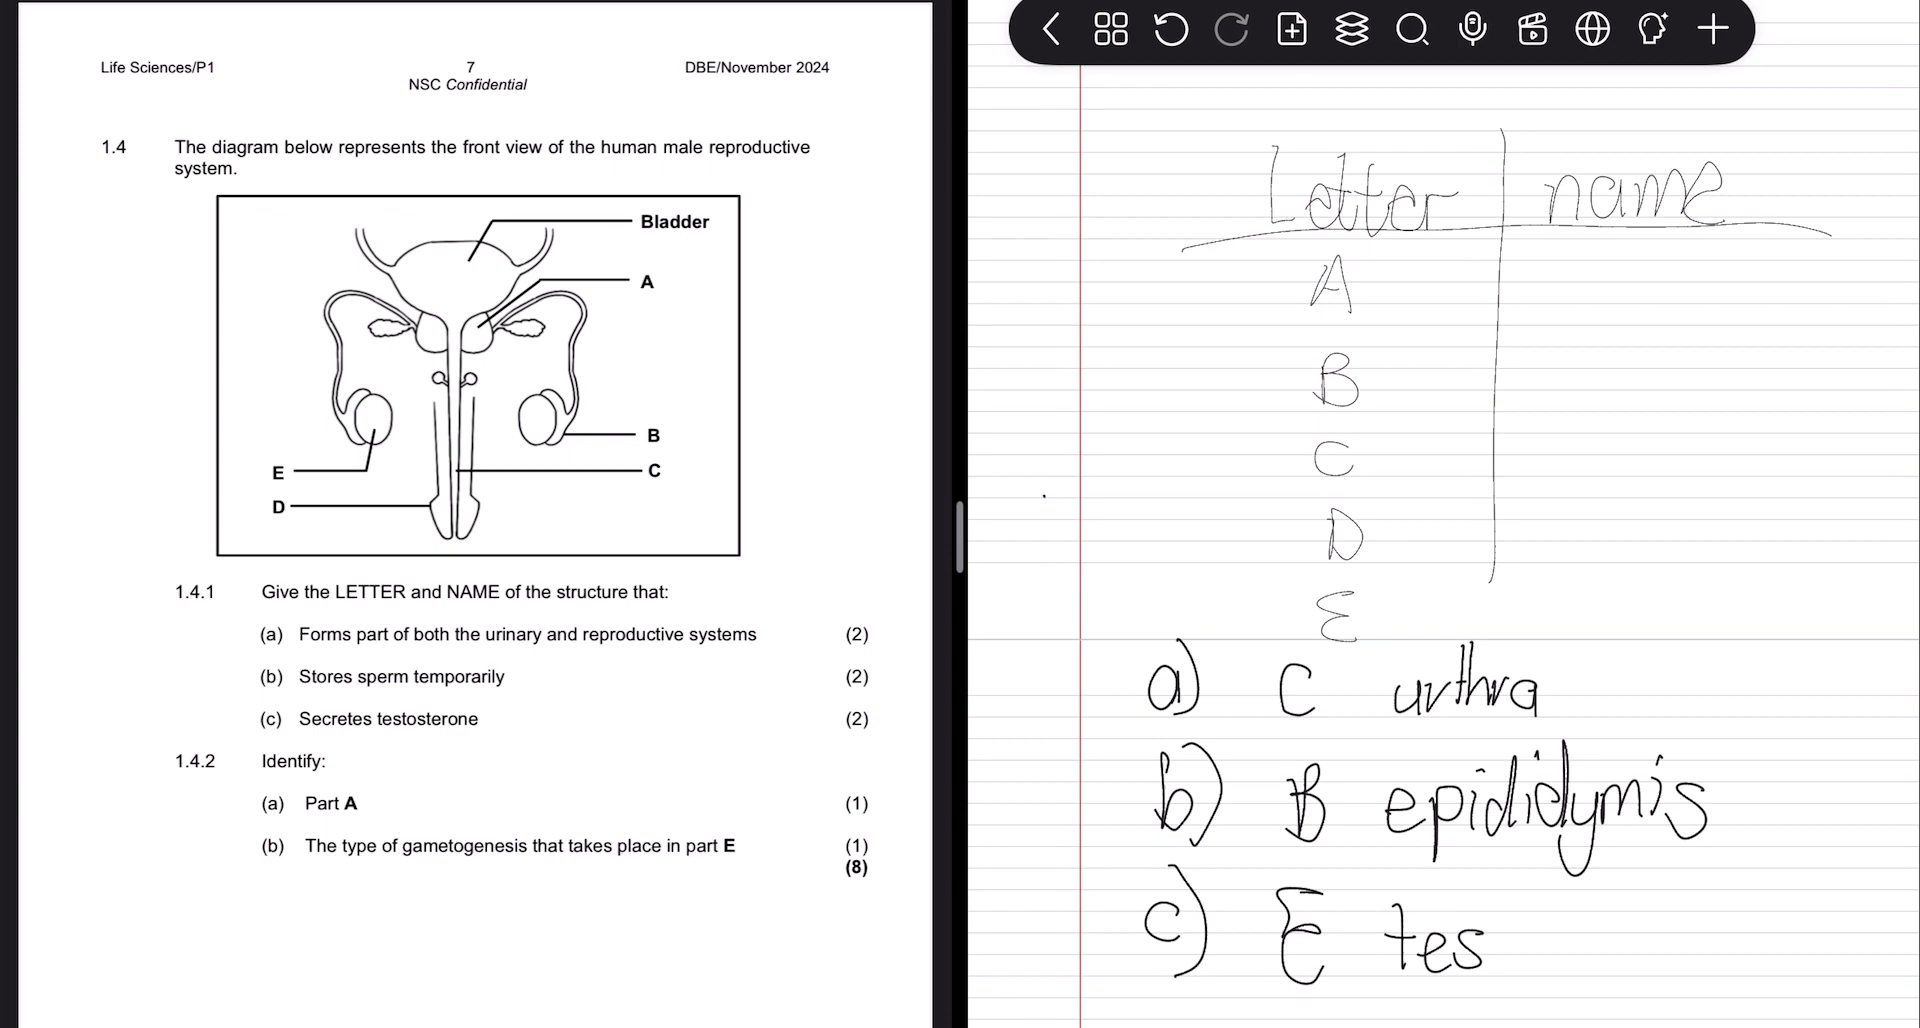 Life Sciences/P1 7 DBE/November 2024
NSC Confidential
1.4 The diagram below represents the front view of the human male reproductive
system.
Bladder
A
B
C
E
D
1.4.1 Give the LETTER and NAME of the structure that:
(a) Forms part of both the urinary and reproductive systems (2)
(b) Stores sperm temporarily (2)
(c) Secretes testosterone (2)
1.4.2 Identify:
(a) Part A (1)
(b) The type of gametogenesis that takes place in part E (1)
(8)
Letter name
A
B
C
D
E
a) C urthra
b) B epididymis
c) E tes